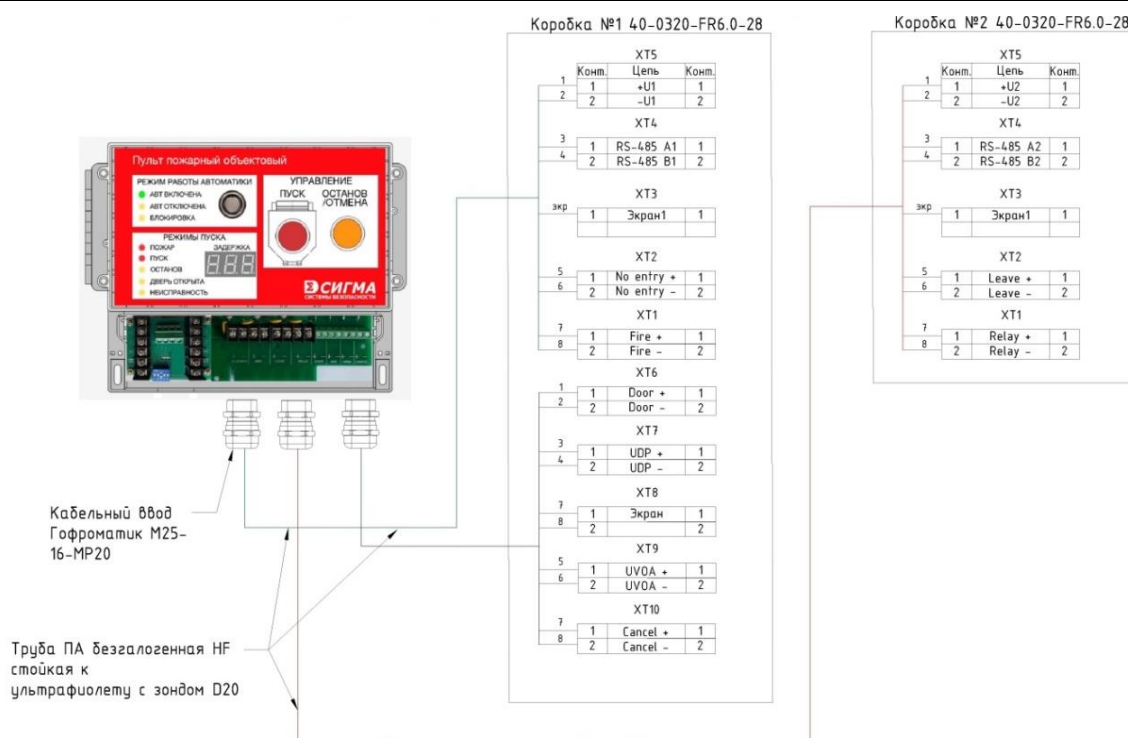 Коробка №1 40-0320-FR6.0-28
Коробка №2 40-0320-FR6.0-28
Пульт пожарный объектовый
РЕЖИМ РАБОТЫ АВТОМАТИКИ
АВТ ВКЛЮЧЕНА
АВТ ОТКЛЮЧЕНА
БЛОКИРОВКА
УПРАВЛЕНИЕ
ПУСК
ОСТАНОВ
/ОТМЕНА
РЕЖИМЫ ПУСКА
ПОЖАР
ПУСК
ОСТАНОВ
ДВЕРЬ ОТКРЫТА
НЕИСПРАВНОСТЬ
ЗАДЕРЖКА
888
СИГМА
СИСТЕМЫ БЕЗОПАСНОСТИ
Кабельный ввод
Гофроматик М25-
16-МР20
Труба ПА безгалогенная HF
стойкая к
ультрафиолету с зондом D20
XT5
Конт. Цепь Конт.
1 1 +U1 1
2 2 -U1 2
XT4
3 1 RS-485 A1 1
4 2 RS-485 B1 2
XT3
экр 1 Экран1 1
XT2
5 1 No entry + 1
6 2 No entry - 2
XT1
7 1 Fire + 1
8 2 Fire - 2
XT6
1 1 Door + 1
2 2 Door - 2
XT7
3 1 UDP + 1
4 2 UDP - 2
XT8
7 1 Экран 1
8 2 2
XT9
5 1 UVOA + 1
6 2 UVOA - 2
XT10
7 1 Cancel + 1
8 2 Cancel - 2
XT5
Конт. Цепь Конт.
1 1 +U2 1
2 2 -U2 2
XT4
3 1 RS-485 A2 1
4 2 RS-485 B2 2
XT3
экр 1 Экран1 1
XT2
5 1 Leave + 1
6 2 Leave - 2
XT1
7 1 Relay + 1
8 2 Relay - 2